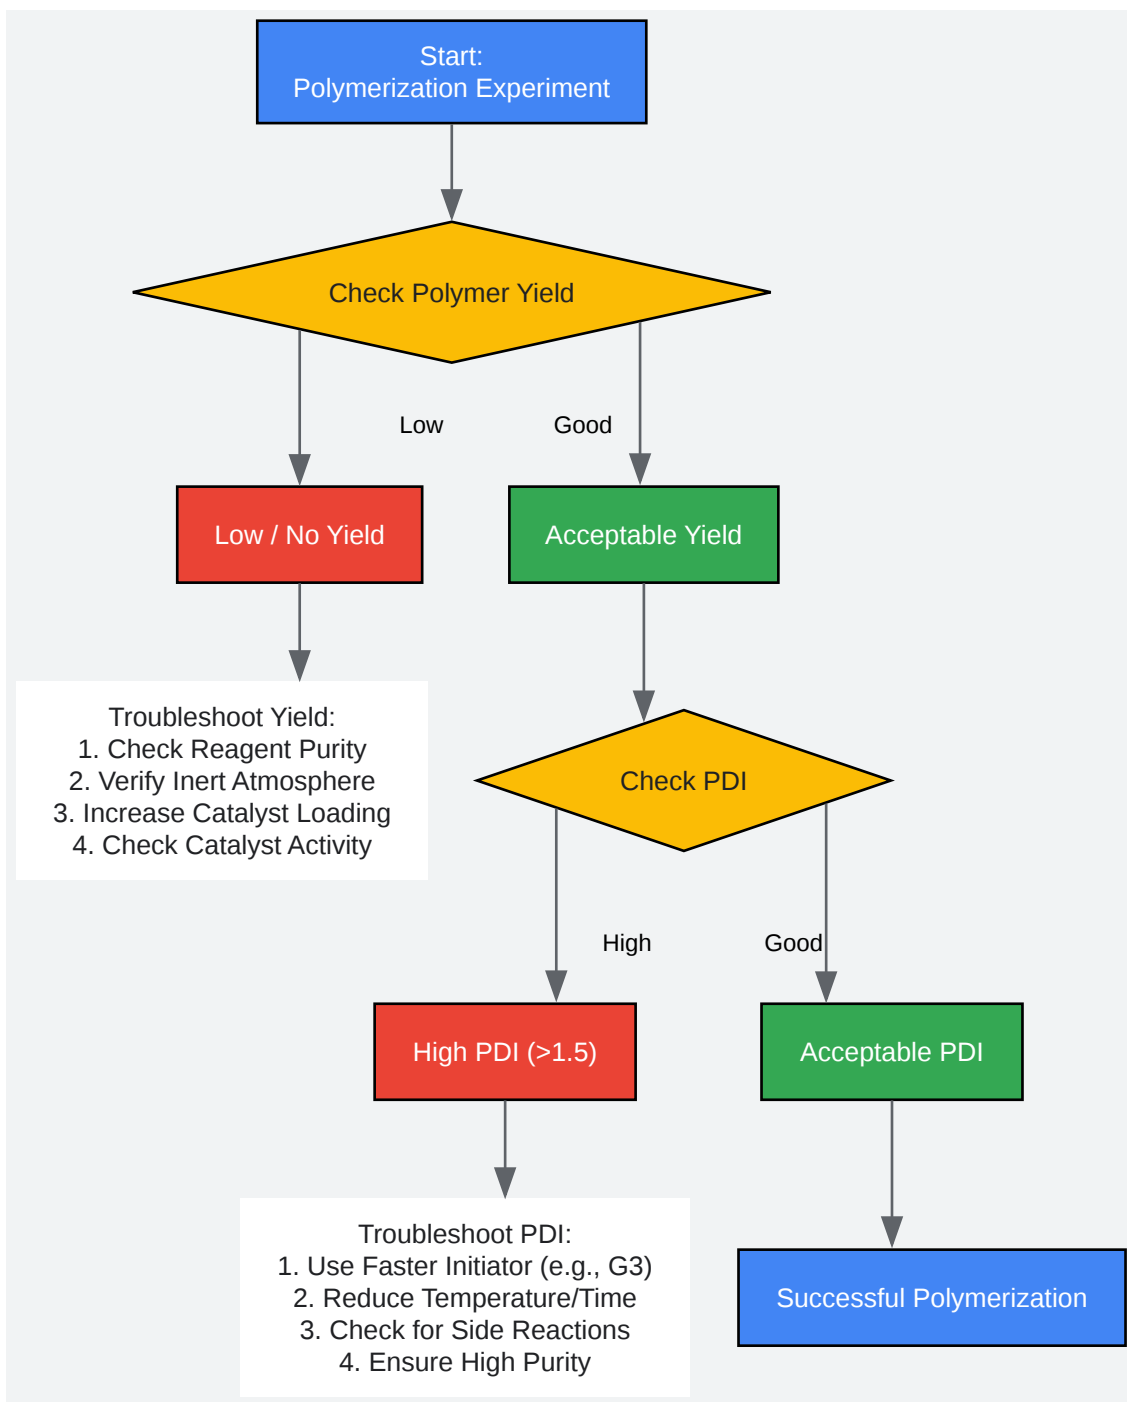 Start:
Polymerization Experiment
Check Polymer Yield
Low
Good
Low / No Yield
Acceptable Yield
Troubleshoot Yield:
1. Check Reagent Purity
2. Verify Inert Atmosphere
3. Increase Catalyst Loading
4. Check Catalyst Activity
Check PDI
High
Good
High PDI (>1.5)
Acceptable PDI
Troubleshoot PDI:
1. Use Faster Initiator (e.g., G3)
2. Reduce Temperature/Time
3. Check for Side Reactions
4. Ensure High Purity
Successful Polymerization